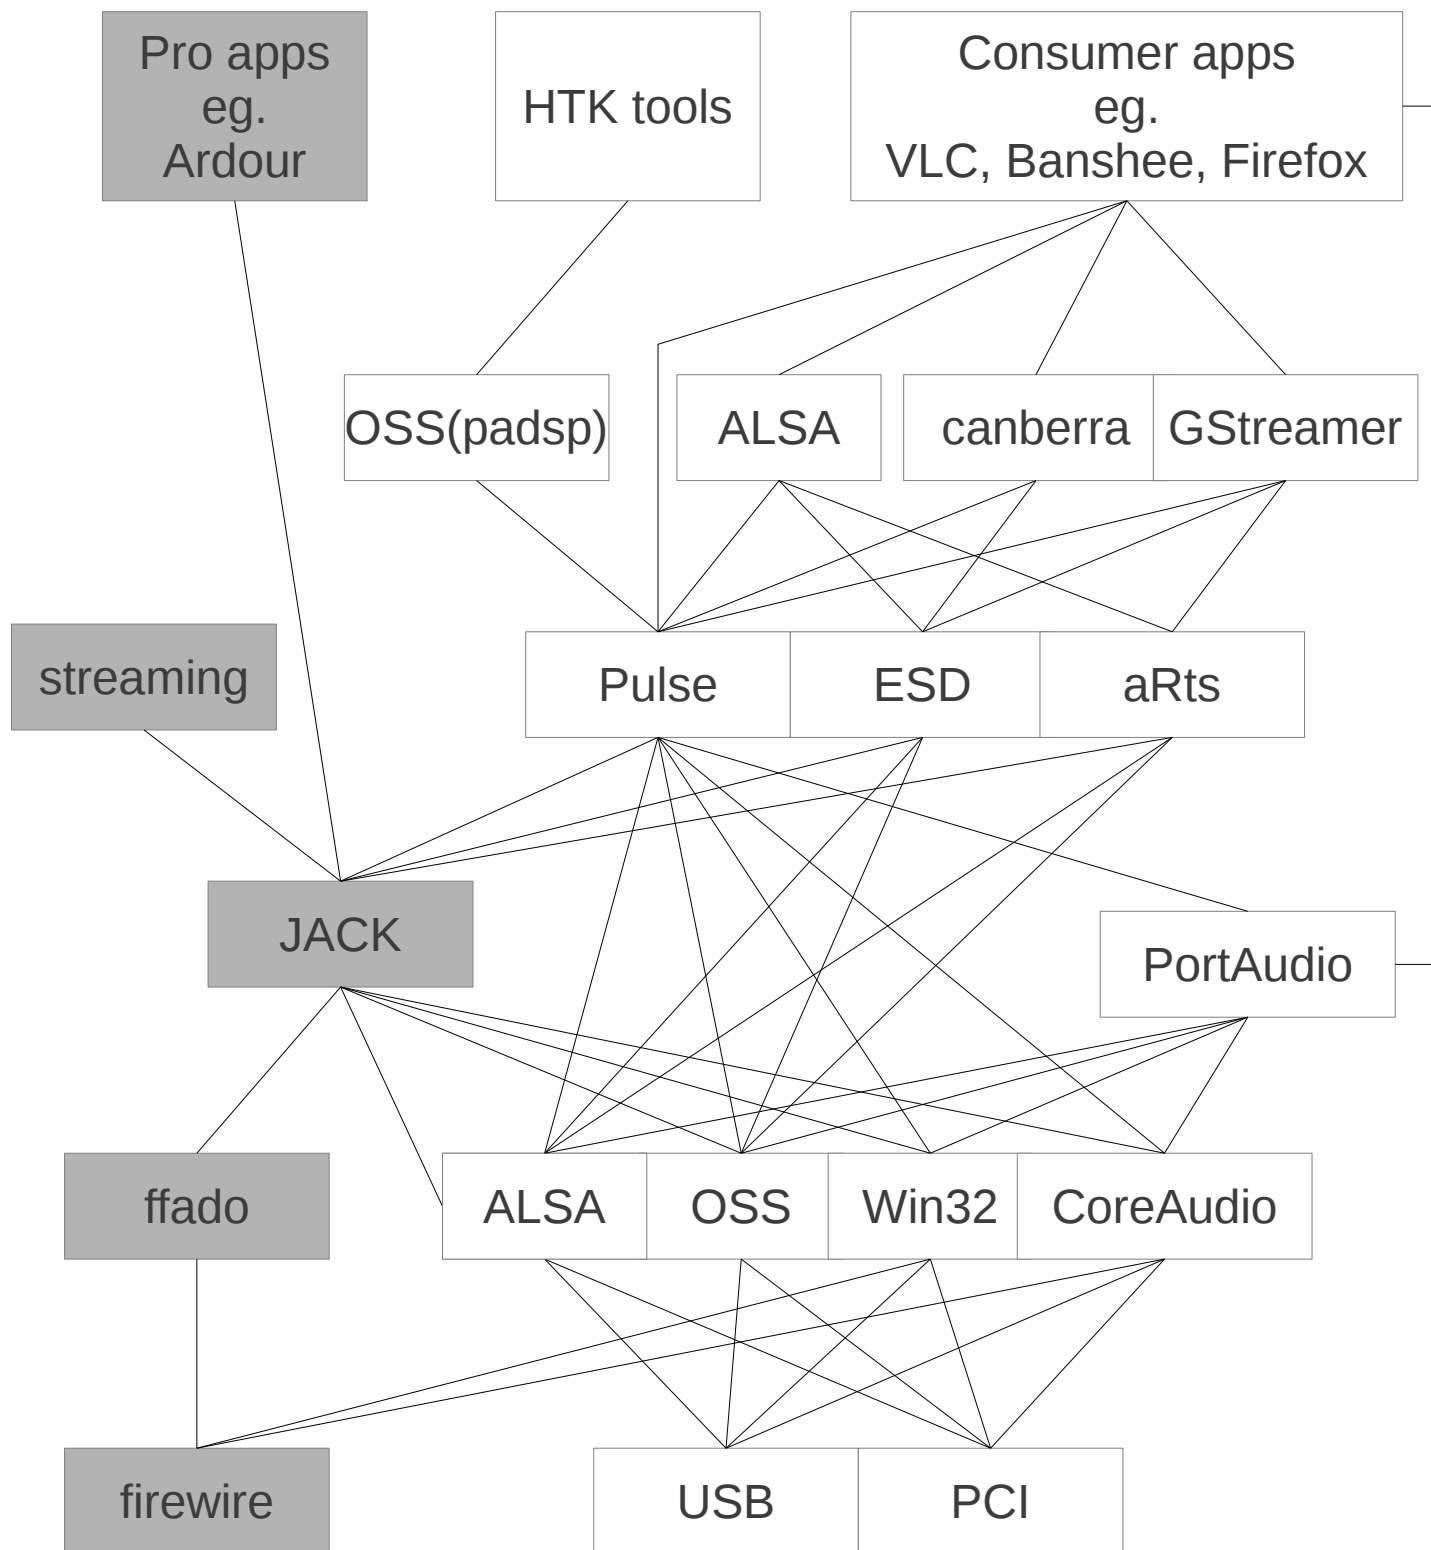 Pro apps
eg.
Ardour
HTK tools
Consumer apps
eg.
VLC, Banshee, Firefox
OSS(padsp)
ALSA
canberra
GStreamer
streaming
Pulse
ESD
aRts
JACK
PortAudio
ffado
ALSA
OSS
Win32
CoreAudio
firewire
USB
PCI